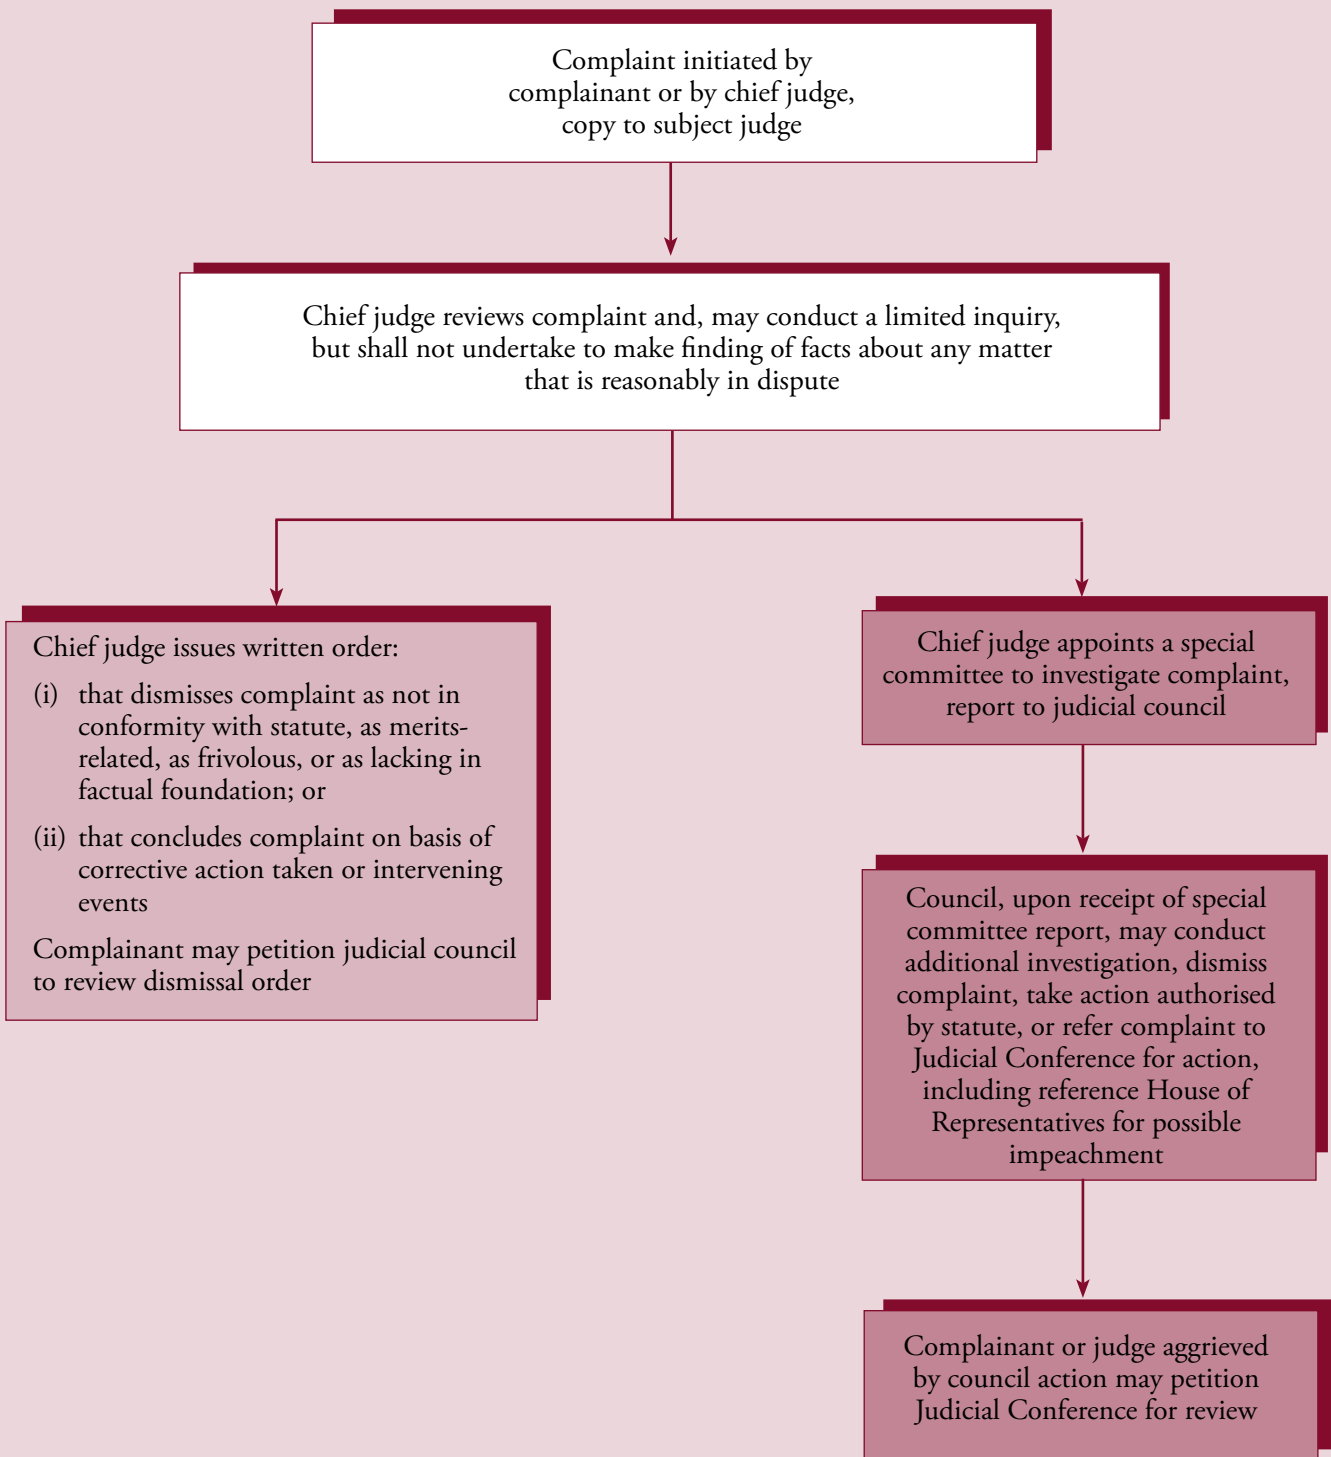 Complaint initiated by
complainant or by chief judge,
copy to subject judge
Chief judge reviews complaint and, may conduct a limited inquiry,
but shall not undertake to make finding of facts about any matter
that is reasonably in dispute
Chief judge issues written order:
(i) that dismisses complaint as not in
conformity with statute, as merits-
related, as frivolous, or as lacking in
factual foundation; or
(ii) that concludes complaint on basis of
corrective action taken or intervening
events
Complainant may petition judicial council
to review dismissal order
Chief judge appoints a special
committee to investigate complaint,
report to judicial council
Council, upon receipt of special
committee report, may conduct
additional investigation, dismiss
complaint, take action authorised
by statute, or refer complaint to
Judicial Conference for action,
including reference House of
Representatives for possible
impeachment
Complainant or judge aggrieved
by council action may petition
Judicial Conference for review